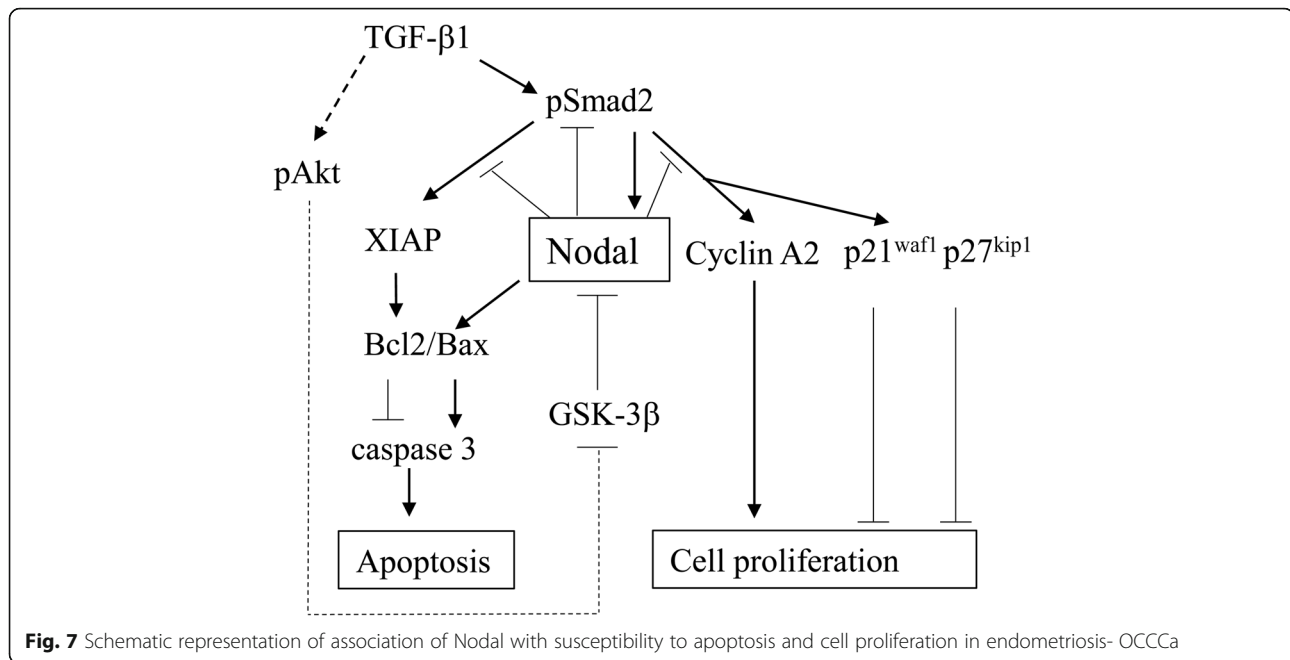 TGF-β1
pSmad2
pAkt
XIAP
Nodal
Cyclin A2
p21waf1 p27kip1
Bcl2/Bax
GSK-3β
caspase 3
Apoptosis
Cell proliferation
Fig. 7 Schematic representation of association of Nodal with susceptibility to apoptosis and cell proliferation in endometriosis- OCCCa